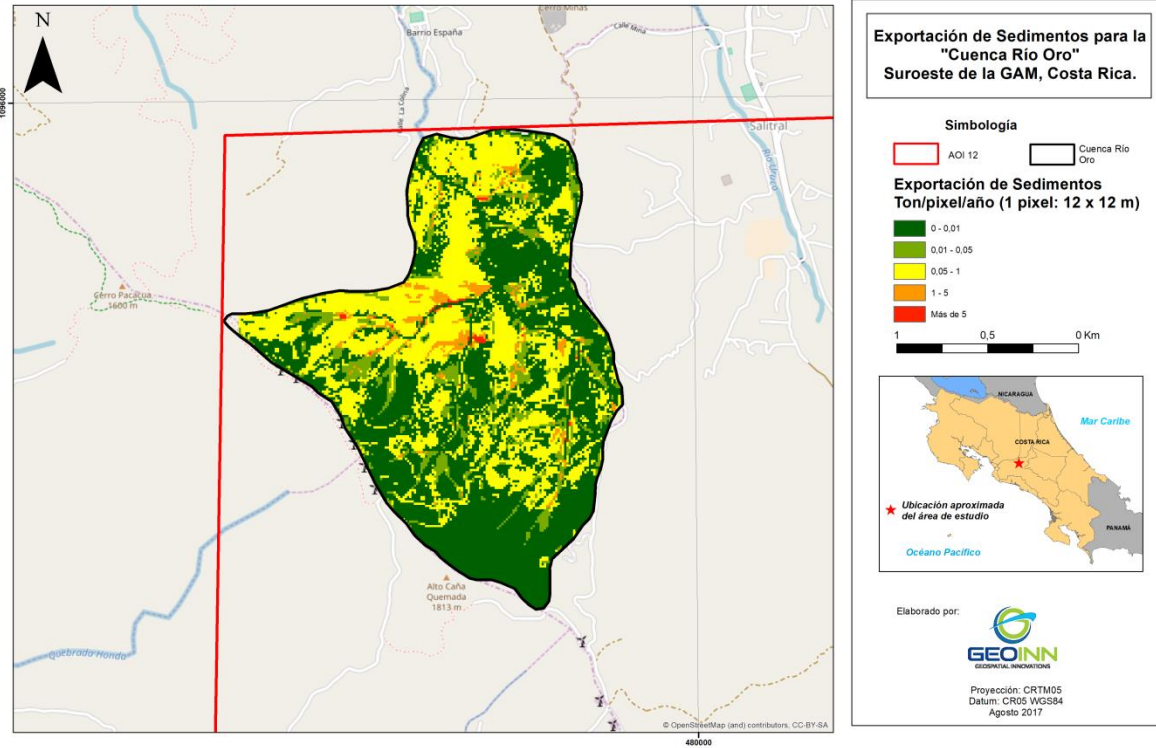 N
1096000
Cerro Minas
Barrio España
Calle Mina
Calle La Colina
Salitral
Río Uruca
Cerro Pacacua
1600 m
Alto Caña
Quemada
1813 m
Quebrada Honda
© OpenStreetMap (and) contributors, CC-BY-SA
480000
Exportación de Sedimentos para la
"Cuenca Río Oro"
Suroeste de la GAM, Costa Rica.
Simbología
AOI 12
Cuenca Río
Oro
Exportación de Sedimentos
Ton/pixel/año (1 pixel: 12 x 12 m)
0 - 0,01
0,01 - 0,05
0,05 - 1
1 - 5
Más de 5
1 0,5 0 Km
NICARAGUA
Mar Caribe
COSTA RICA
Ubicación aproximada
del área de estudio
PANAMÁ
Océano Pacífico
Elaborado por:
GEOINN
GEOSPATIAL INNOVATIONS
Proyección: CRTM05
Datum: CR05 WGS84
Agosto 2017